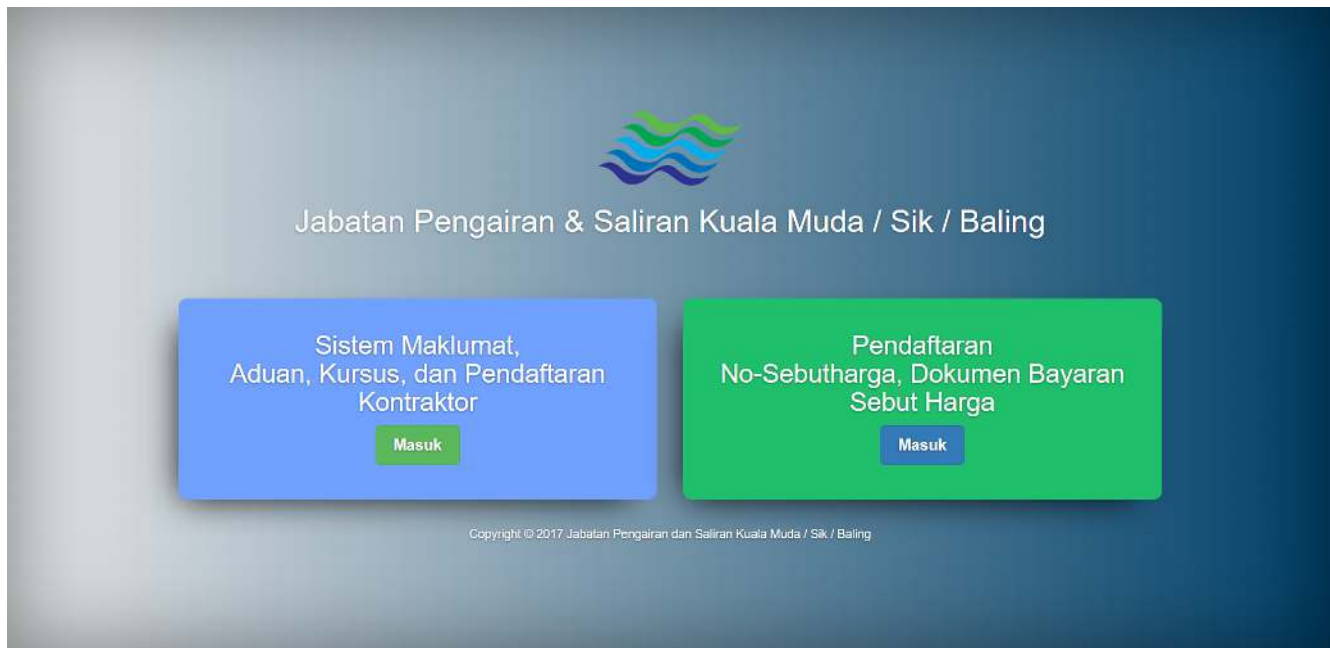 Jabatan Pengairan & Saliran Kuala Muda / Sik / Baling
Sistem Maklumat,
Aduan, Kursus, dan Pendaftaran
Kontraktor
Masuk
Pendaftaran
No-Sebutharga, Dokumen Bayaran
Sebut Harga
Masuk
Copyright © 2017 Jabatan Pengairan dan Saliran Kuala Muda / Sik / Baling